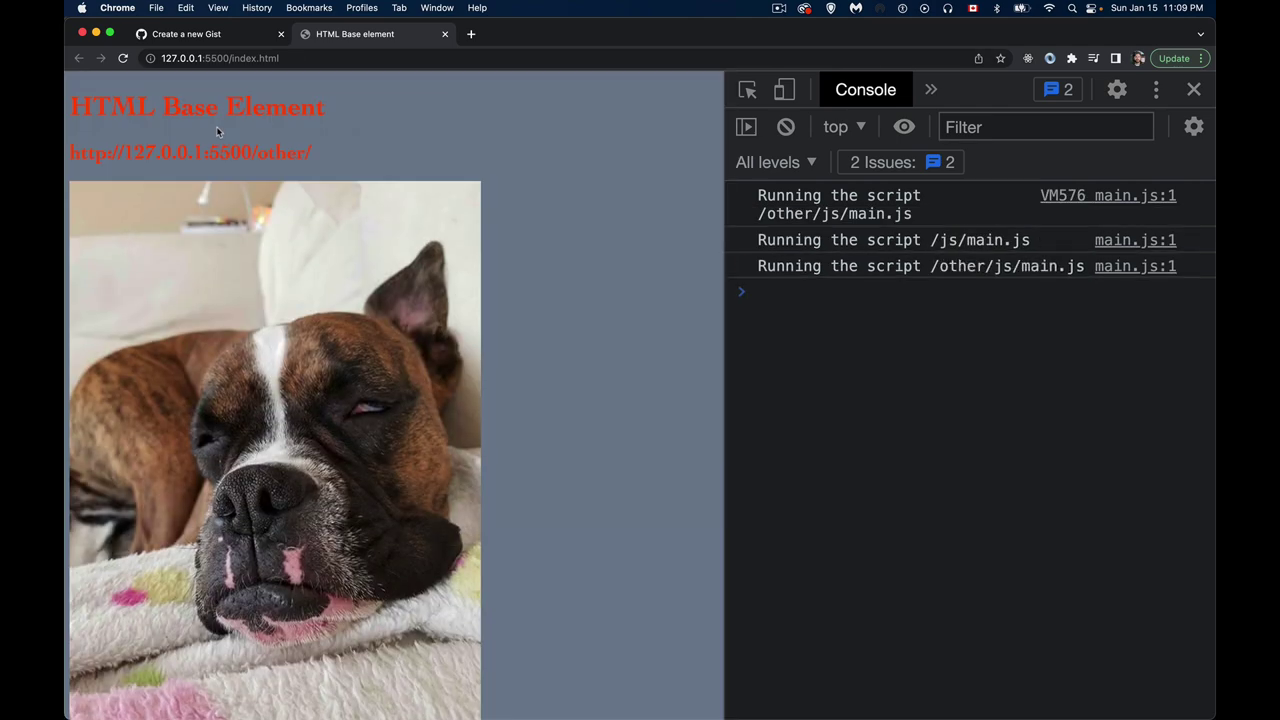 Chrome File Edit View History Bookmarks Profiles Tab Window Help Sun Jan 15 11:09 PM
Create a new Gist HTML Base element
127.0.0.1:5500/index.html Update
HTML Base Element
http://127.0.0.1:5500/other/
Console 2
top Filter
All levels 2 Issues: 2
Running the script VM576 main.js:1
/other/js/main.js
Running the script /js/main.js main.js:1
Running the script /other/js/main.js main.js:1